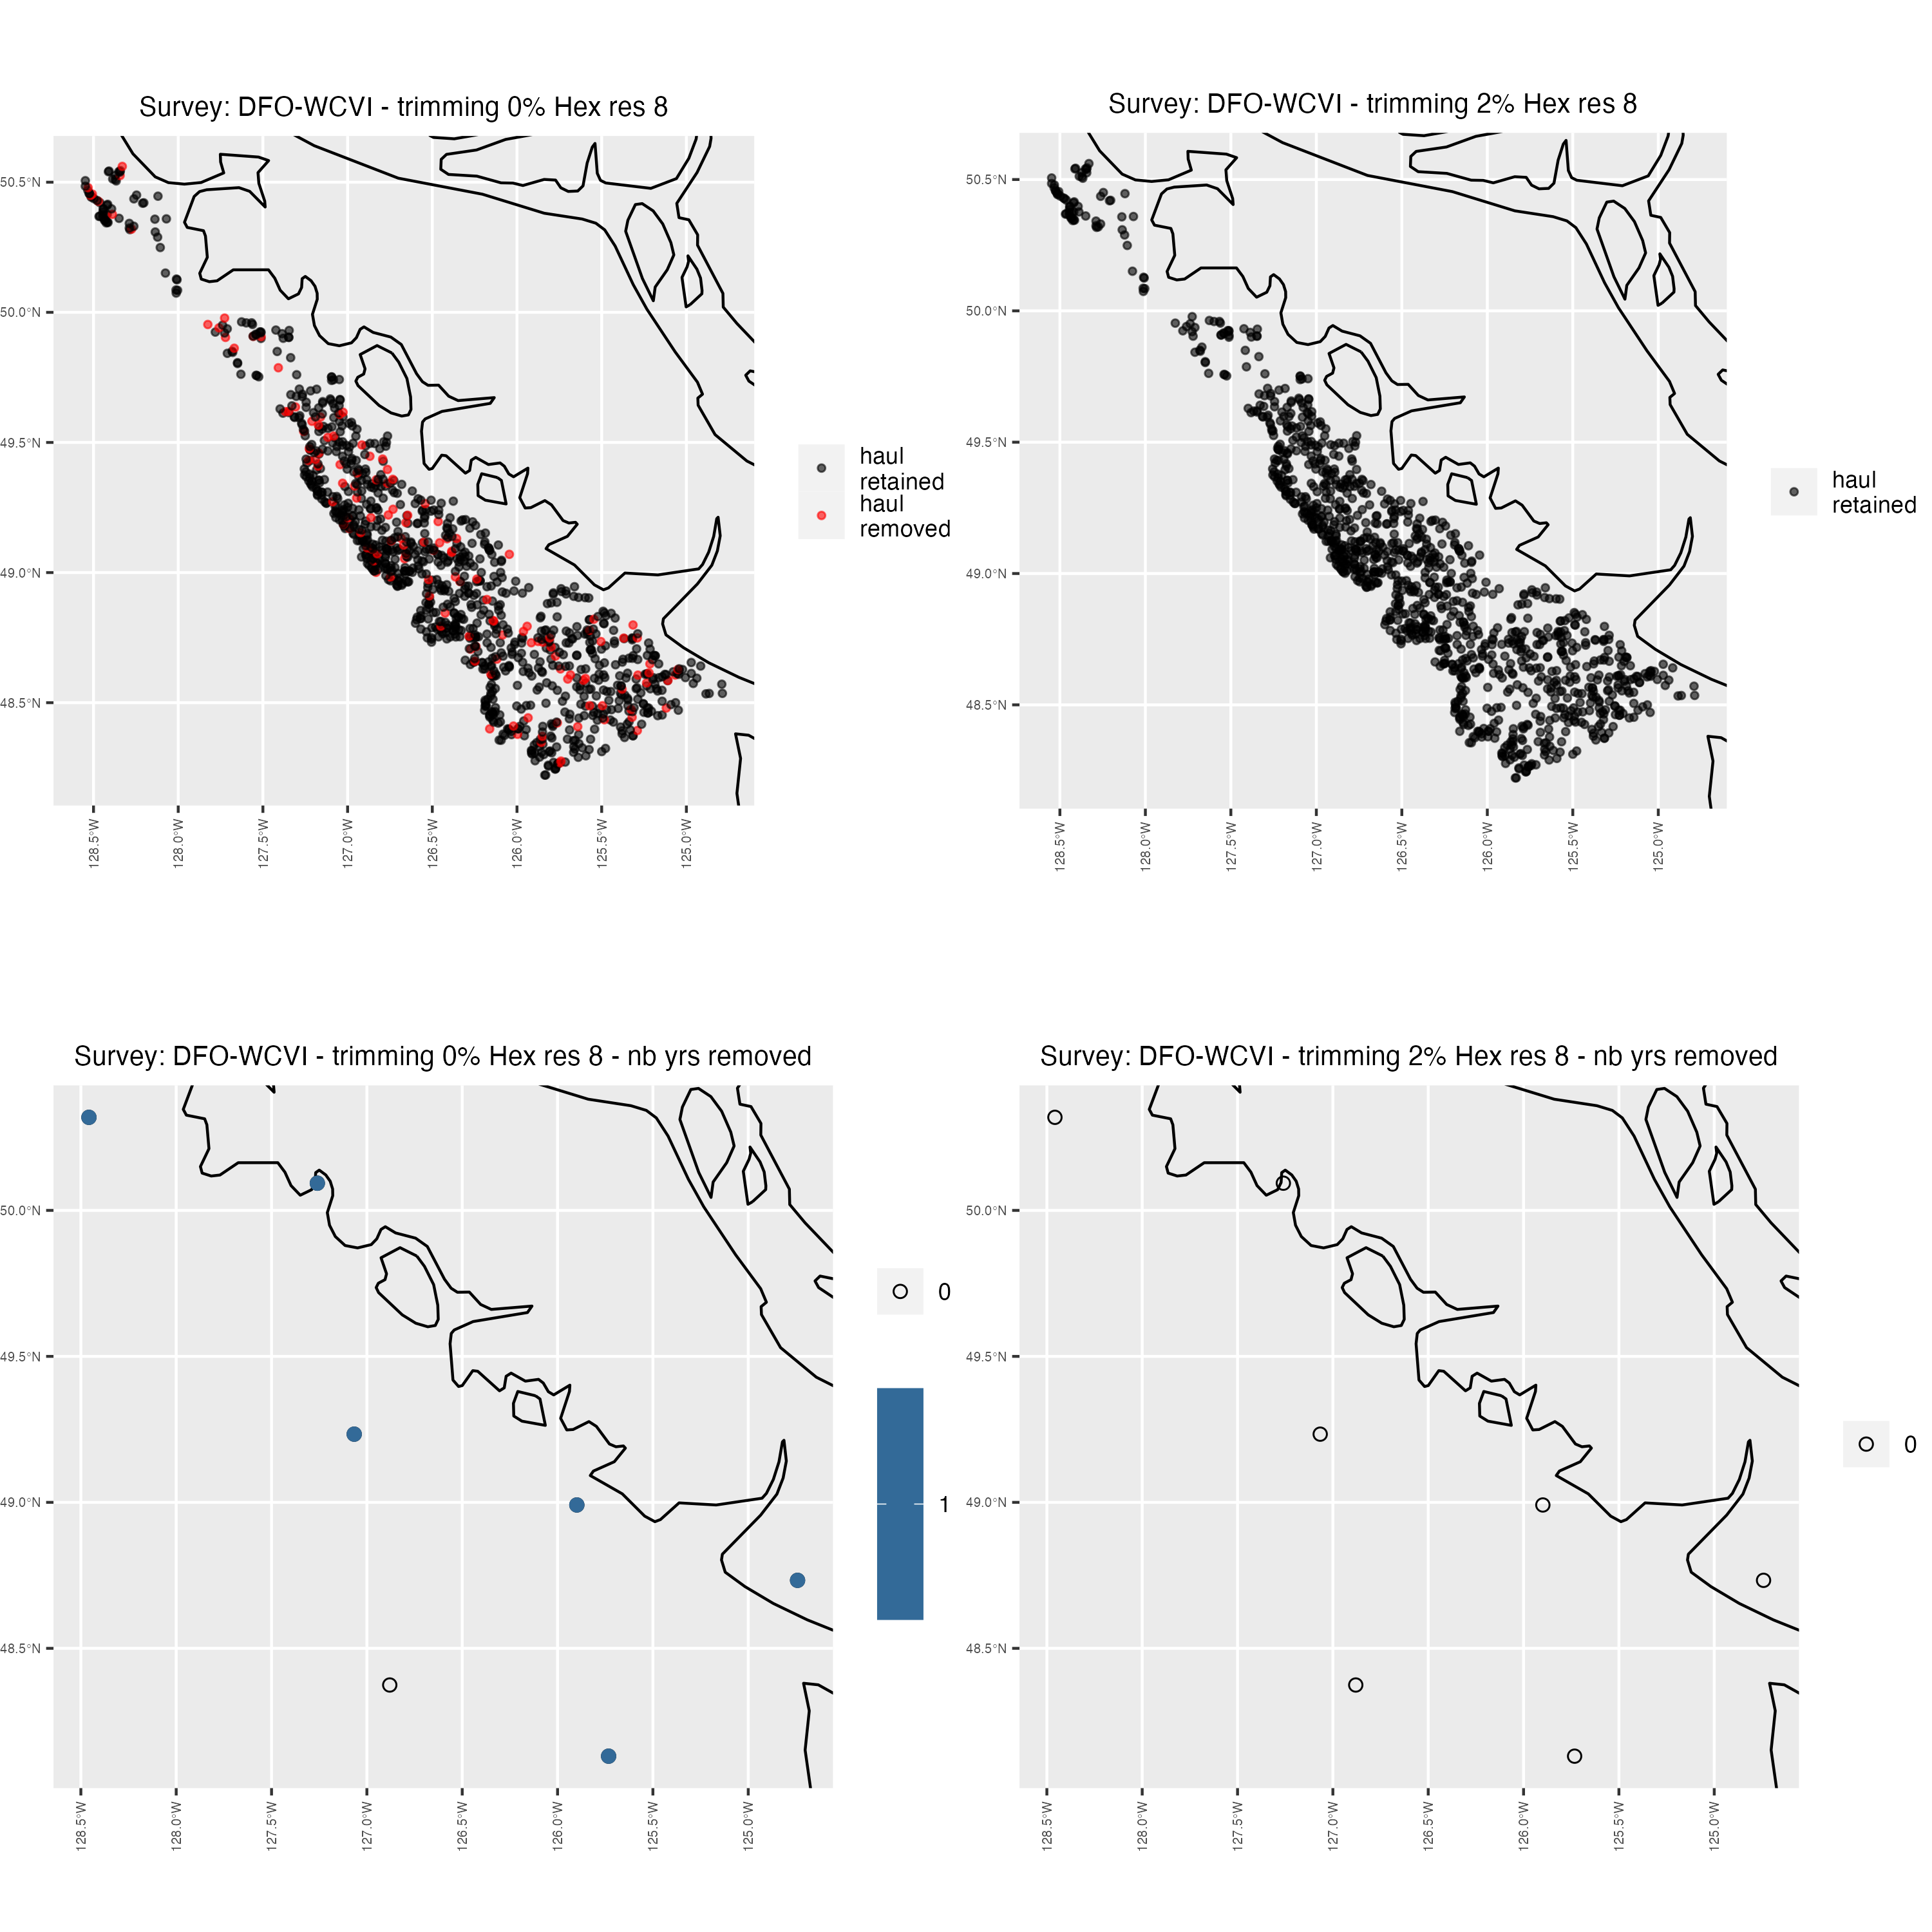 Survey: DFO-WCVI - trimming 0% Hex res 8
50.5°N
50.0°N
49.5°N
49.0°N
48.5°N
128.5°W
128.0°W
127.5°W
127.0°W
126.5°W
126.0°W
125.5°W
125.0°W
haul
retained
haul
removed
Survey: DFO-WCVI - trimming 2% Hex res 8
50.5°N
50.0°N
49.5°N
49.0°N
48.5°N
128.5°W
128.0°W
127.5°W
127.0°W
126.5°W
126.0°W
125.5°W
125.0°W
haul
retained
Survey: DFO-WCVI - trimming 0% Hex res 8 - nb yrs removed
50.0°N
49.5°N
49.0°N
48.5°N
128.5°W
128.0°W
127.5°W
127.0°W
126.5°W
126.0°W
125.5°W
125.0°W
0
1
Survey: DFO-WCVI - trimming 2% Hex res 8 - nb yrs removed
50.0°N
49.5°N
49.0°N
48.5°N
128.5°W
128.0°W
127.5°W
127.0°W
126.5°W
126.0°W
125.5°W
125.0°W
0